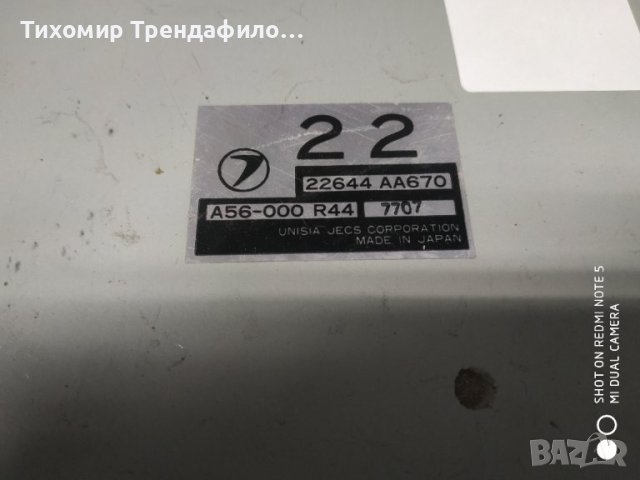 Тихомир Трендафило...
22
22644 AA670
A56-000 R44 7707
UNISIA JECS CORPORATION
MADE IN JAPAN
SHOT ON REDMI NOTE 5
MI DUAL CAMERA
BAZAR